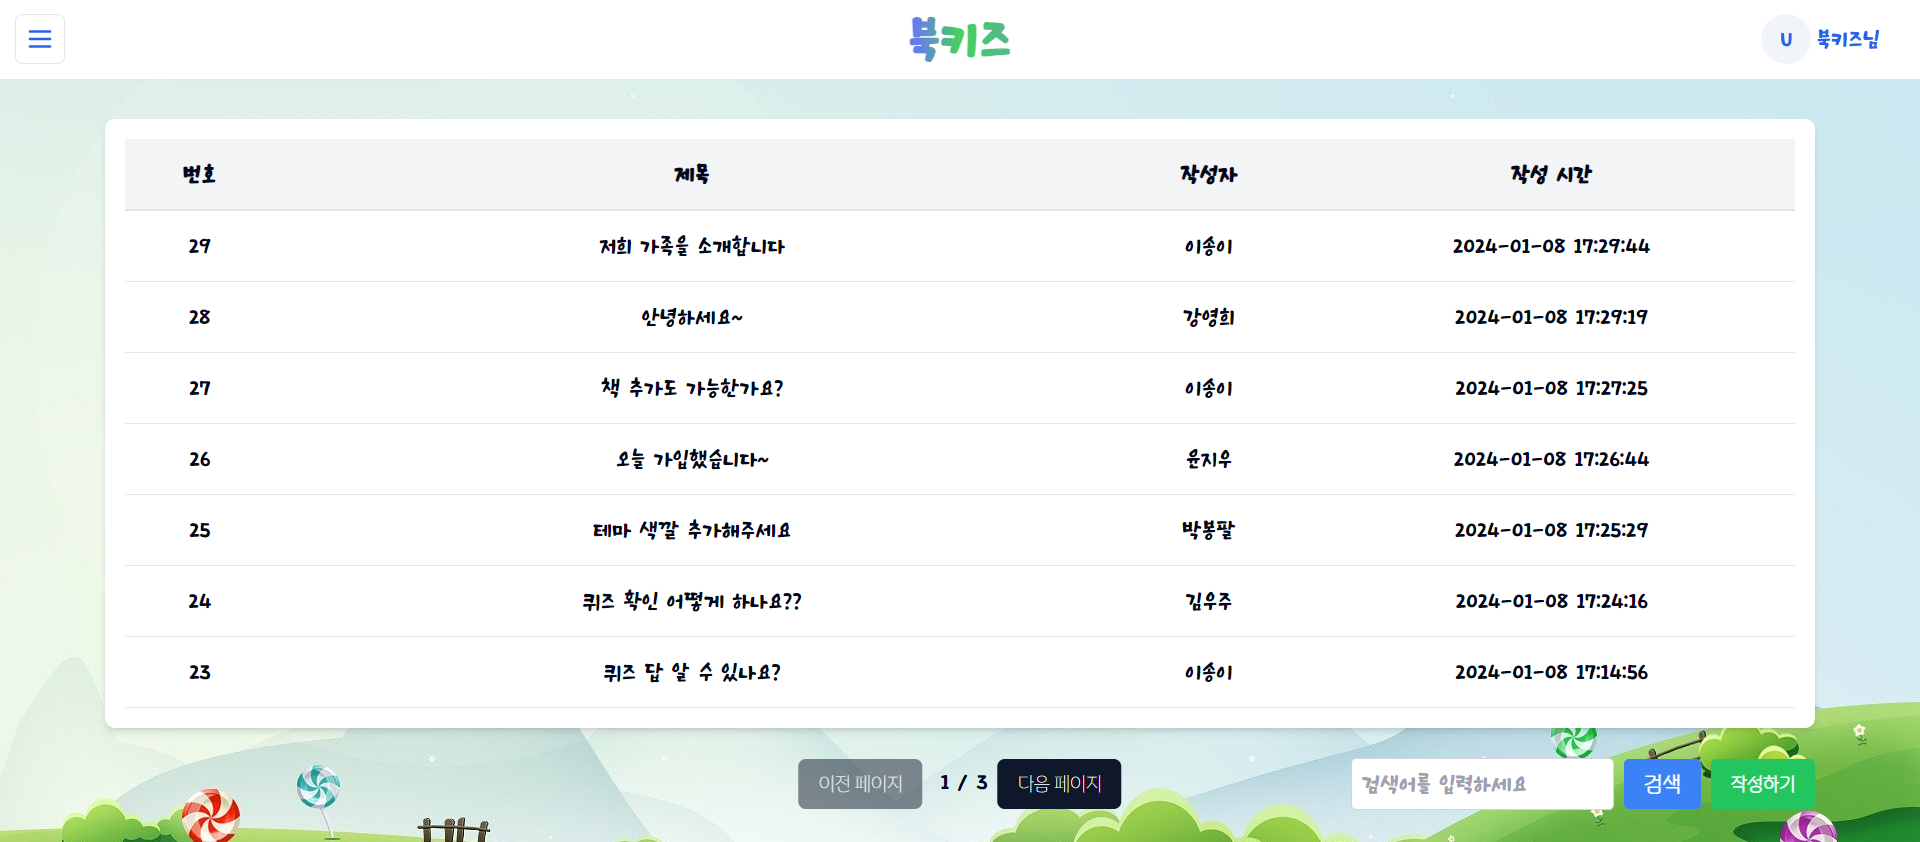 북키즈
U 북키즈님
번호 제목 작성자 작성 시간
29 저희 가족을 소개합니다 이송이 2024-01-08 17:29:44
28 안녕하세요~ 강영희 2024-01-08 17:29:19
27 책 추가도 가능한가요? 이송이 2024-01-08 17:27:25
26 오늘 가입했습니다~ 윤지우 2024-01-08 17:26:44
25 테마 색깔 추가해주세요 박봉팔 2024-01-08 17:25:29
24 퀴즈 확인 어떻게 하나요?? 김우주 2024-01-08 17:24:16
23 퀴즈 답 알 수 있나요? 이송이 2024-01-08 17:14:56
이전 페이지 1 / 3 다음 페이지 검색어를 입력하세요 검색 작성하기